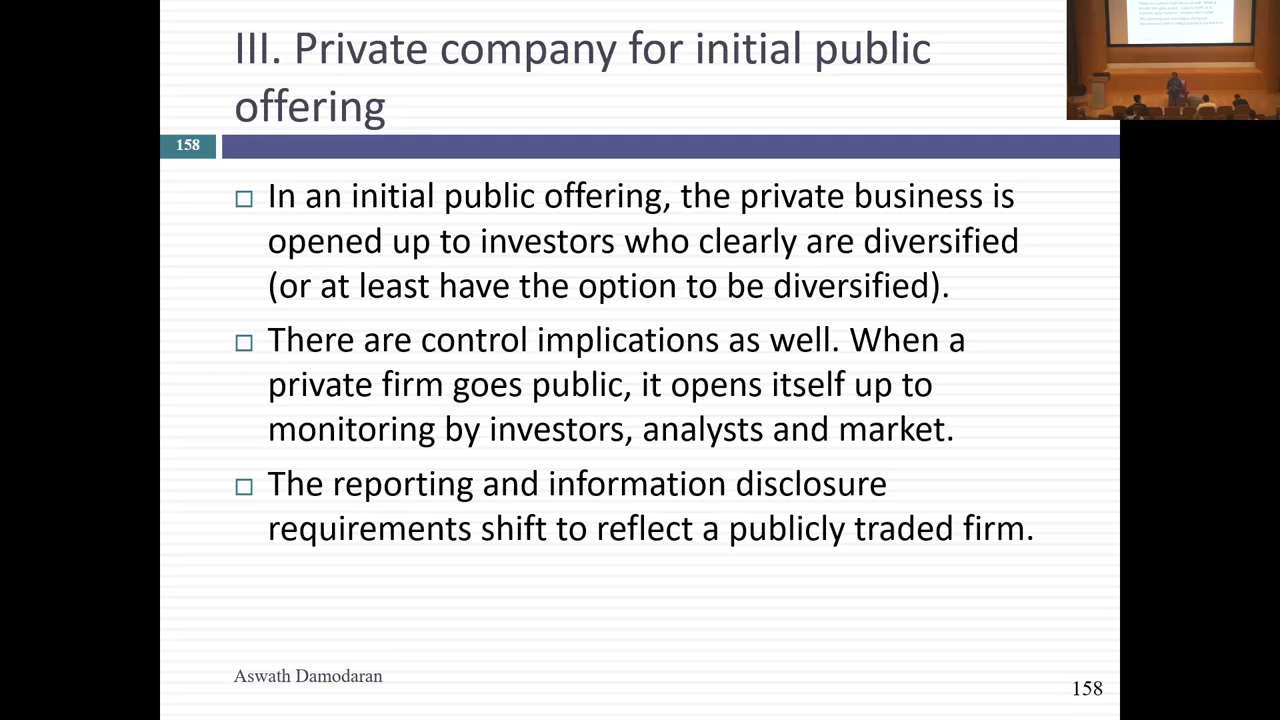 III. Private company for initial public
offering
158
In an initial public offering, the private business is
opened up to investors who clearly are diversified
(or at least have the option to be diversified).
There are control implications as well. When a
private firm goes public, it opens itself up to
monitoring by investors, analysts and market.
The reporting and information disclosure
requirements shift to reflect a publicly traded firm.
Aswath Damodaran
158